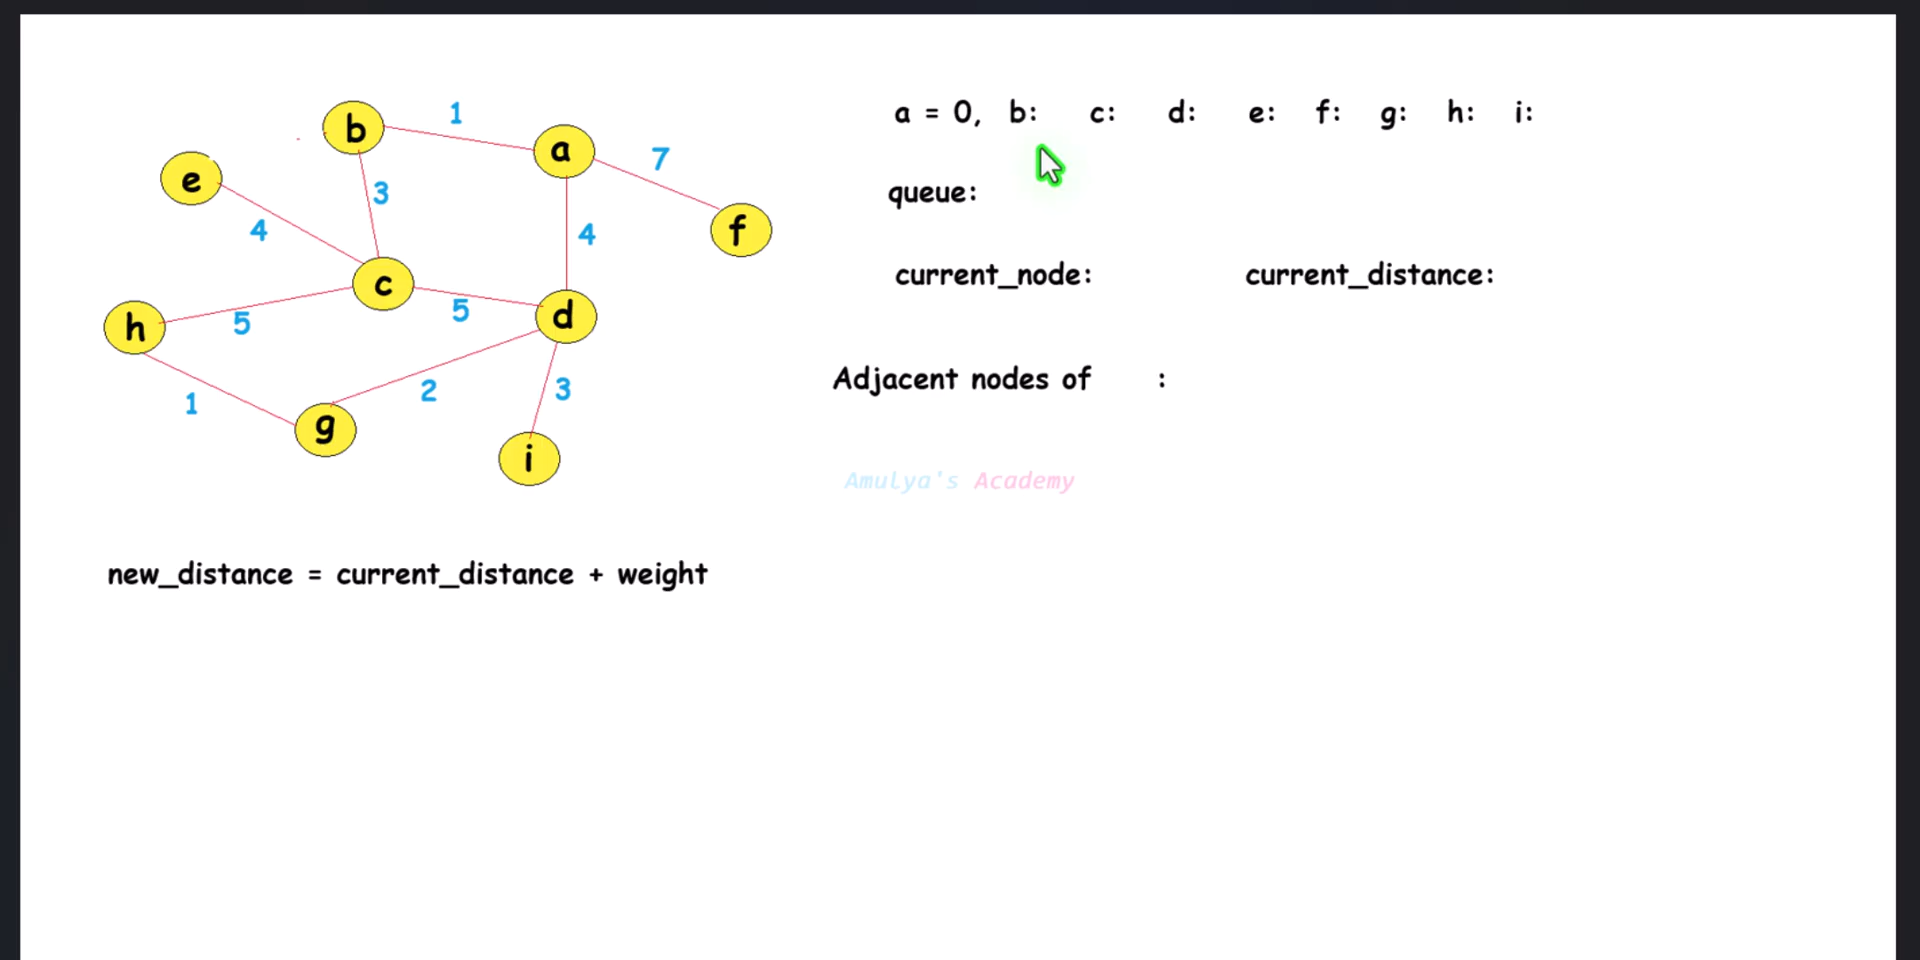 b 1 a 7
e 3 f
4 4
c
h 5 5 d
1 g 2 3
i
new_distance = current_distance + weight
a = 0, b: c: d: e: f: g: h: i:
queue:
current_node: current_distance:
Adjacent nodes of :
Amulya's Academy